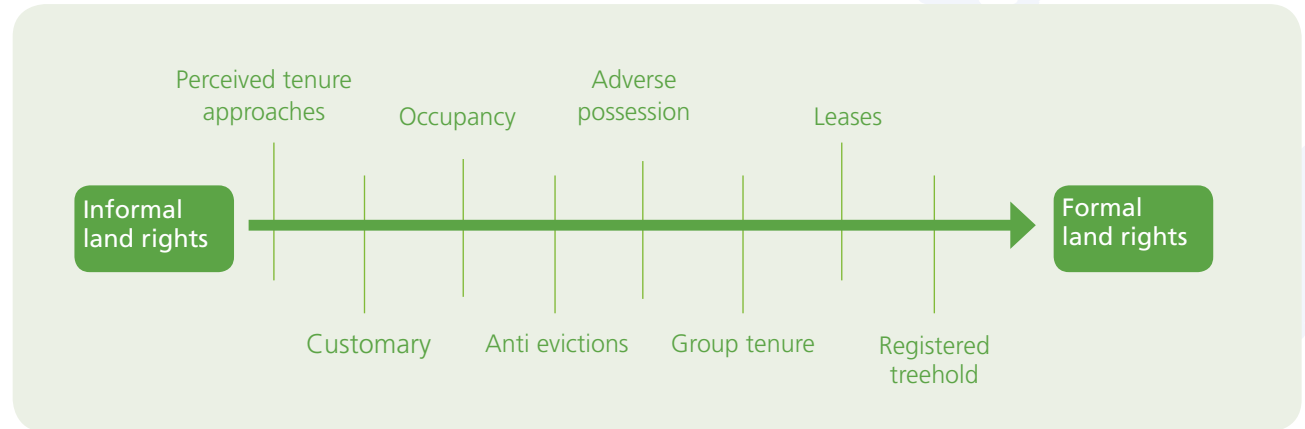 Perceived tenure
approaches
Occupancy
Adverse
possession
Leases
Informal
land rights
Formal
land rights
Customary
Anti evictions
Group tenure
Registered
treehold